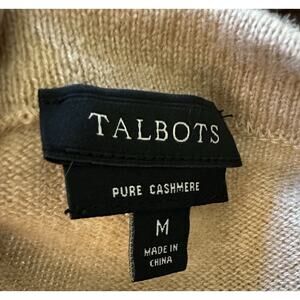 TALBOTS
PURE CASHMERE
M
MADE IN
CHINA